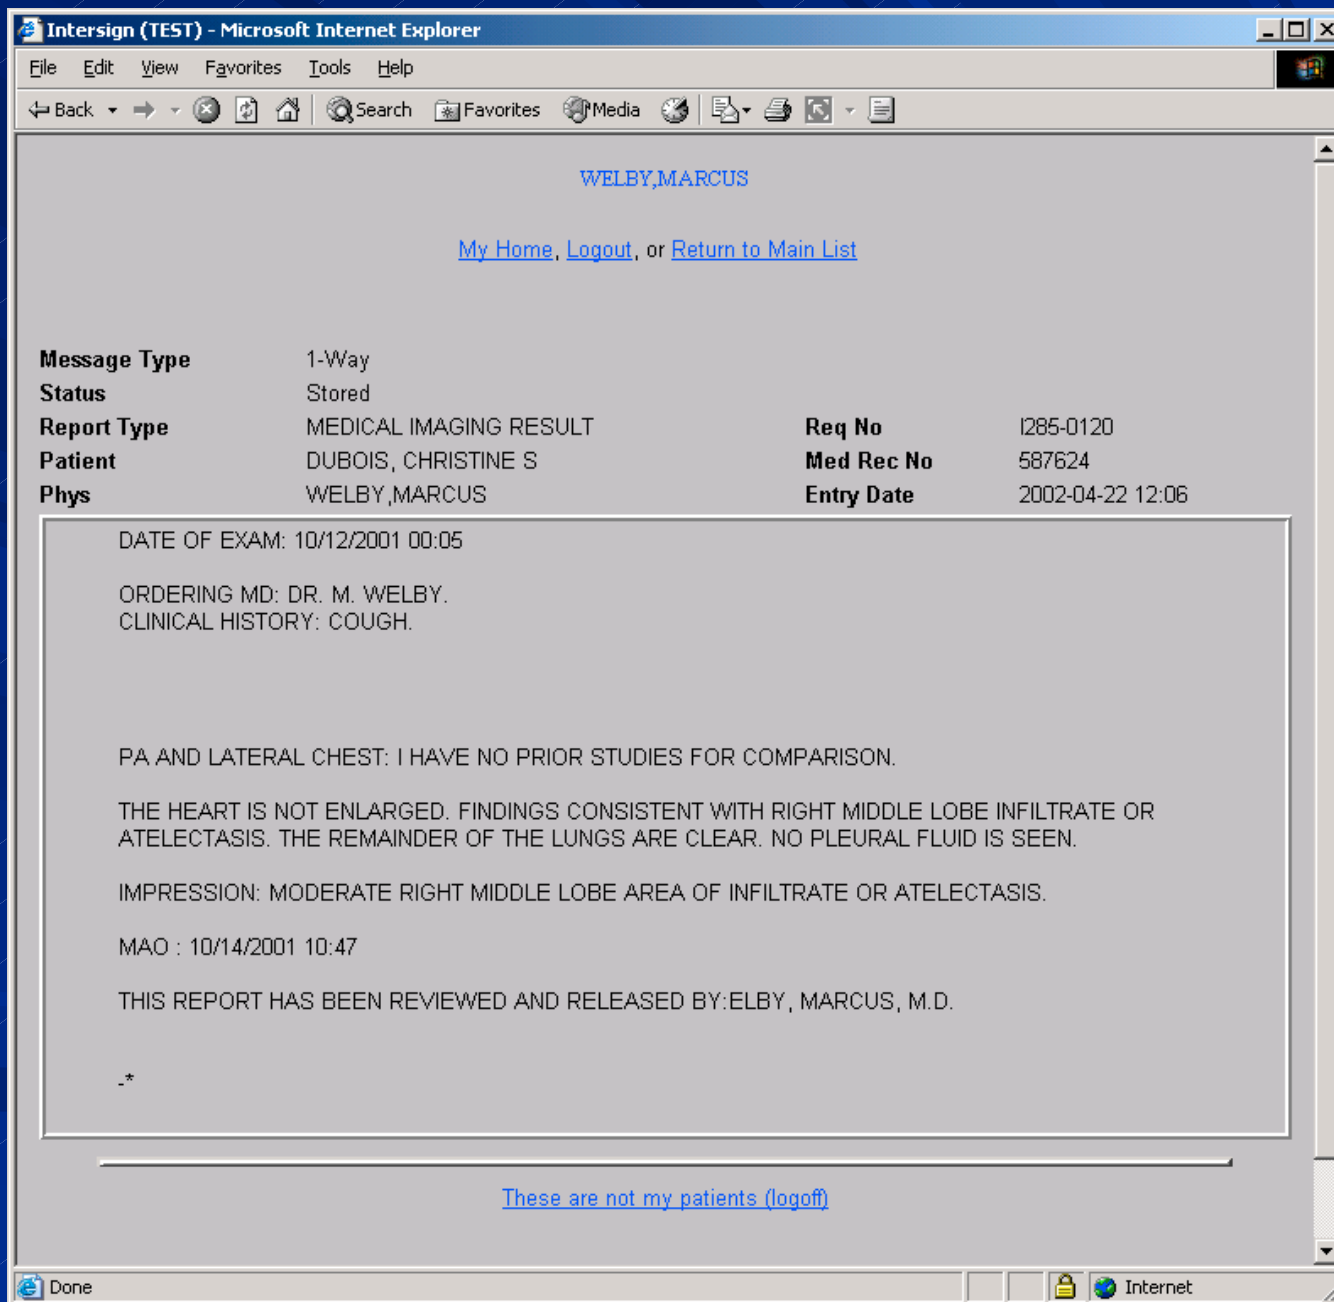 Intersign (TEST) - Microsoft Internet Explorer
File Edit View Favorites Tools Help
Back Search Favorites Media
WELBY,MARCUS
My Home, Logout, or Return to Main List
Message Type 1-Way
Status Stored
Report Type MEDICAL IMAGING RESULT Req No I285-0120
Patient DUBOIS, CHRISTINE S Med Rec No 587624
Phys WELBY,MARCUS Entry Date 2002-04-22 12:06
DATE OF EXAM: 10/12/2001 00:05
ORDERING MD: DR. M. WELBY.
CLINICAL HISTORY: COUGH.
PA AND LATERAL CHEST: I HAVE NO PRIOR STUDIES FOR COMPARISON.
THE HEART IS NOT ENLARGED. FINDINGS CONSISTENT WITH RIGHT MIDDLE LOBE INFILTRATE OR
ATELECTASIS. THE REMAINDER OF THE LUNGS ARE CLEAR. NO PLEURAL FLUID IS SEEN.
IMPRESSION: MODERATE RIGHT MIDDLE LOBE AREA OF INFILTRATE OR ATELECTASIS.
MAO : 10/14/2001 10:47
THIS REPORT HAS BEEN REVIEWED AND RELEASED BY:ELBY, MARCUS, M.D.
-*
These are not my patients (logoff)
Done Internet